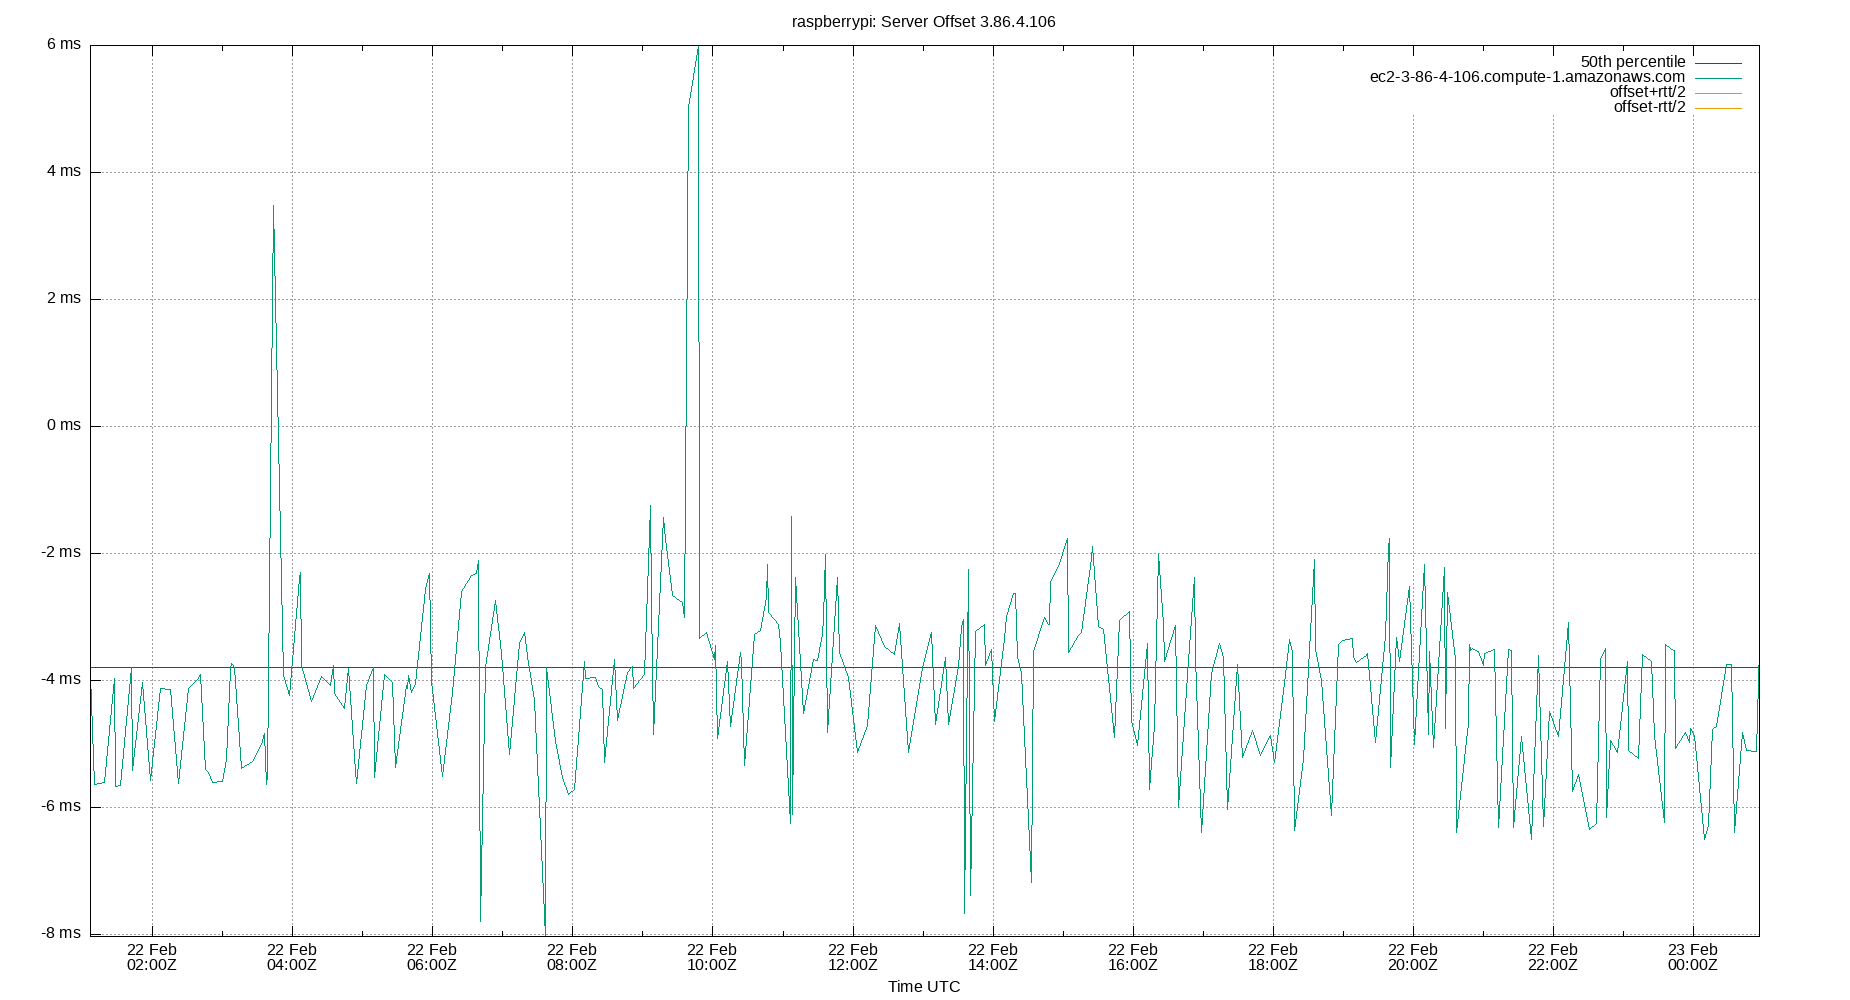 raspberrypi: Server Offset 3.86.4.106
6 ms
4 ms
2 ms
0 ms
-2 ms
-4 ms
-6 ms
-8 ms
50th percentile
ec2-3-86-4-106.compute-1.amazonaws.com
offset+rtt/2
offset-rtt/2
22 Feb 22 Feb 22 Feb 22 Feb 22 Feb 22 Feb 22 Feb 22 Feb 22 Feb 22 Feb 22 Feb 23 Feb
02:00Z 04:00Z 06:00Z 08:00Z 10:00Z 12:00Z 14:00Z 16:00Z 18:00Z 20:00Z 22:00Z 00:00Z
Time UTC